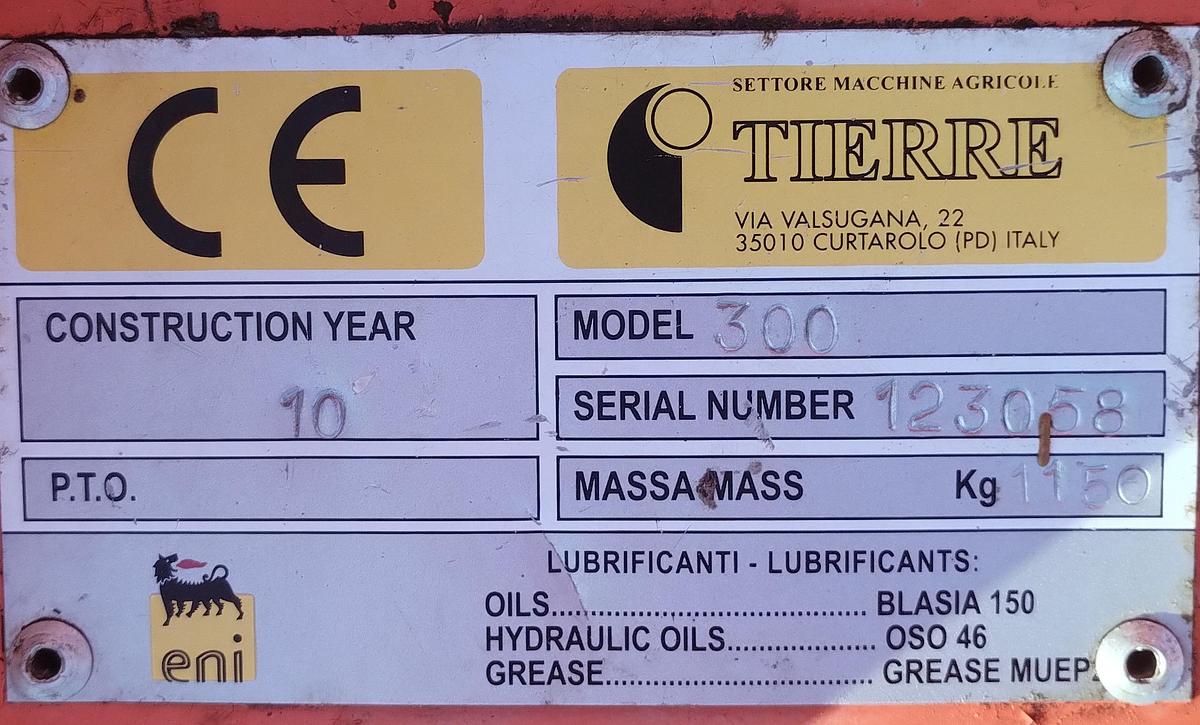 CE
SETTORE MACCHINE AGRICOLE
TIERRE
VIA VALSUGANA, 22
35010 CURTAROLO (PD) ITALY
CONSTRUCTION YEAR
10
P.T.O.
MODEL 300
SERIAL NUMBER 123058
MASSA MASS Kg 1150
eni
LUBRIFICANTI - LUBRIFICANTS:
OILS................................... BLASIA 150
HYDRAULIC OILS................. OSO 46
GREASE.............................. GREASE